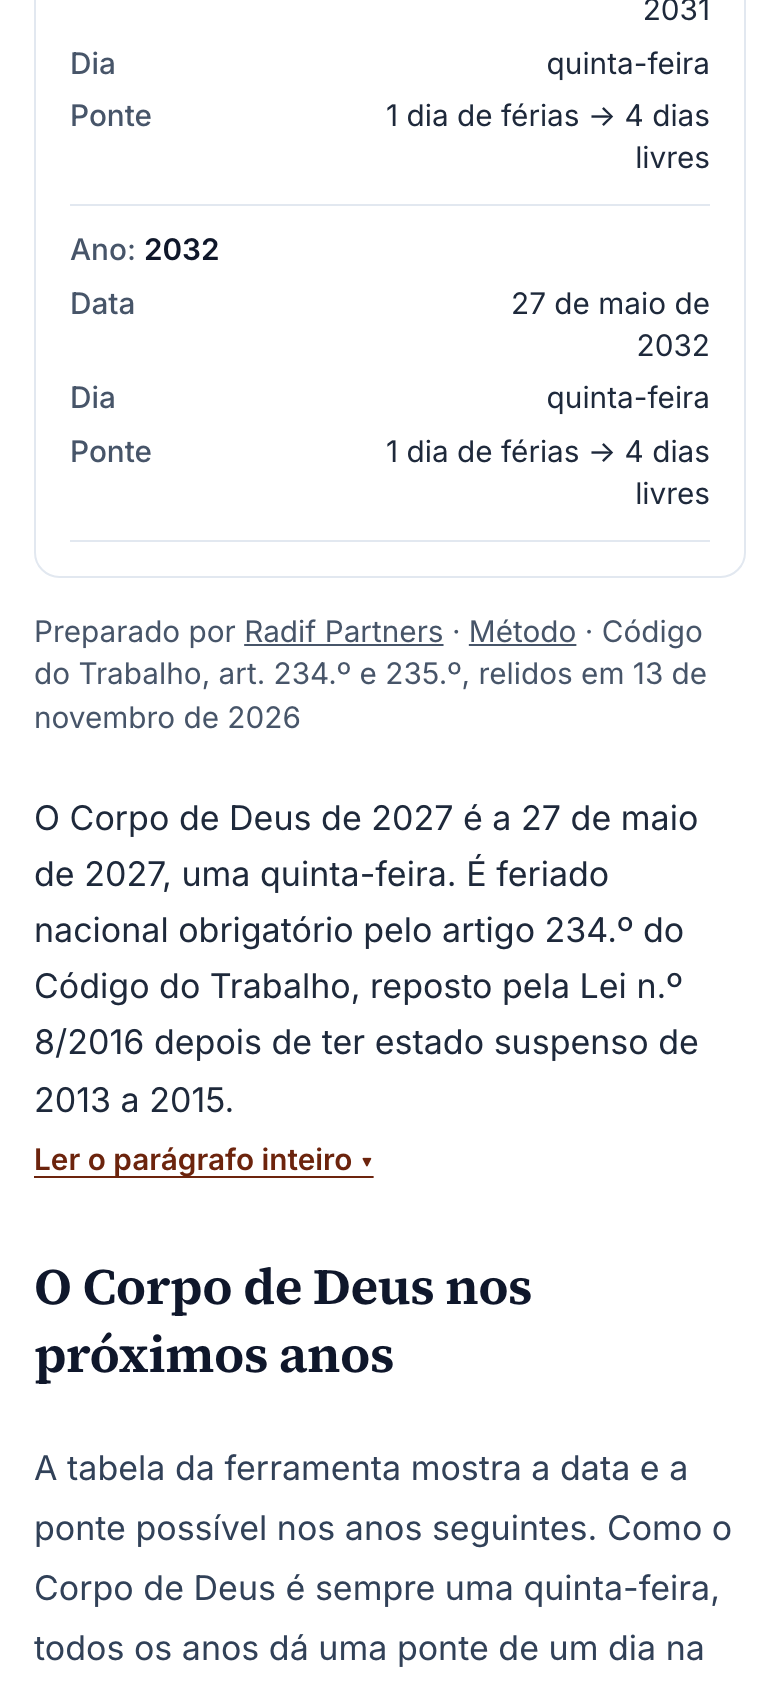 2031
Dia quinta-feira
Ponte 1 dia de férias → 4 dias
livres
Ano: 2032
Data 27 de maio de
2032
Dia quinta-feira
Ponte 1 dia de férias → 4 dias
livres
Preparado por Radif Partners · Método · Código
do Trabalho, art. 234.º e 235.º, relidos em 13 de
novembro de 2026
O Corpo de Deus de 2027 é a 27 de maio
de 2027, uma quinta-feira. É feriado
nacional obrigatório pelo artigo 234.º do
Código do Trabalho, reposto pela Lei n.º
8/2016 depois de ter estado suspenso de
2013 a 2015.
Ler o parágrafo inteiro ▾
O Corpo de Deus nos
próximos anos
A tabela da ferramenta mostra a data e a
ponte possível nos anos seguintes. Como o
Corpo de Deus é sempre uma quinta-feira,
todos os anos dá uma ponte de um dia na